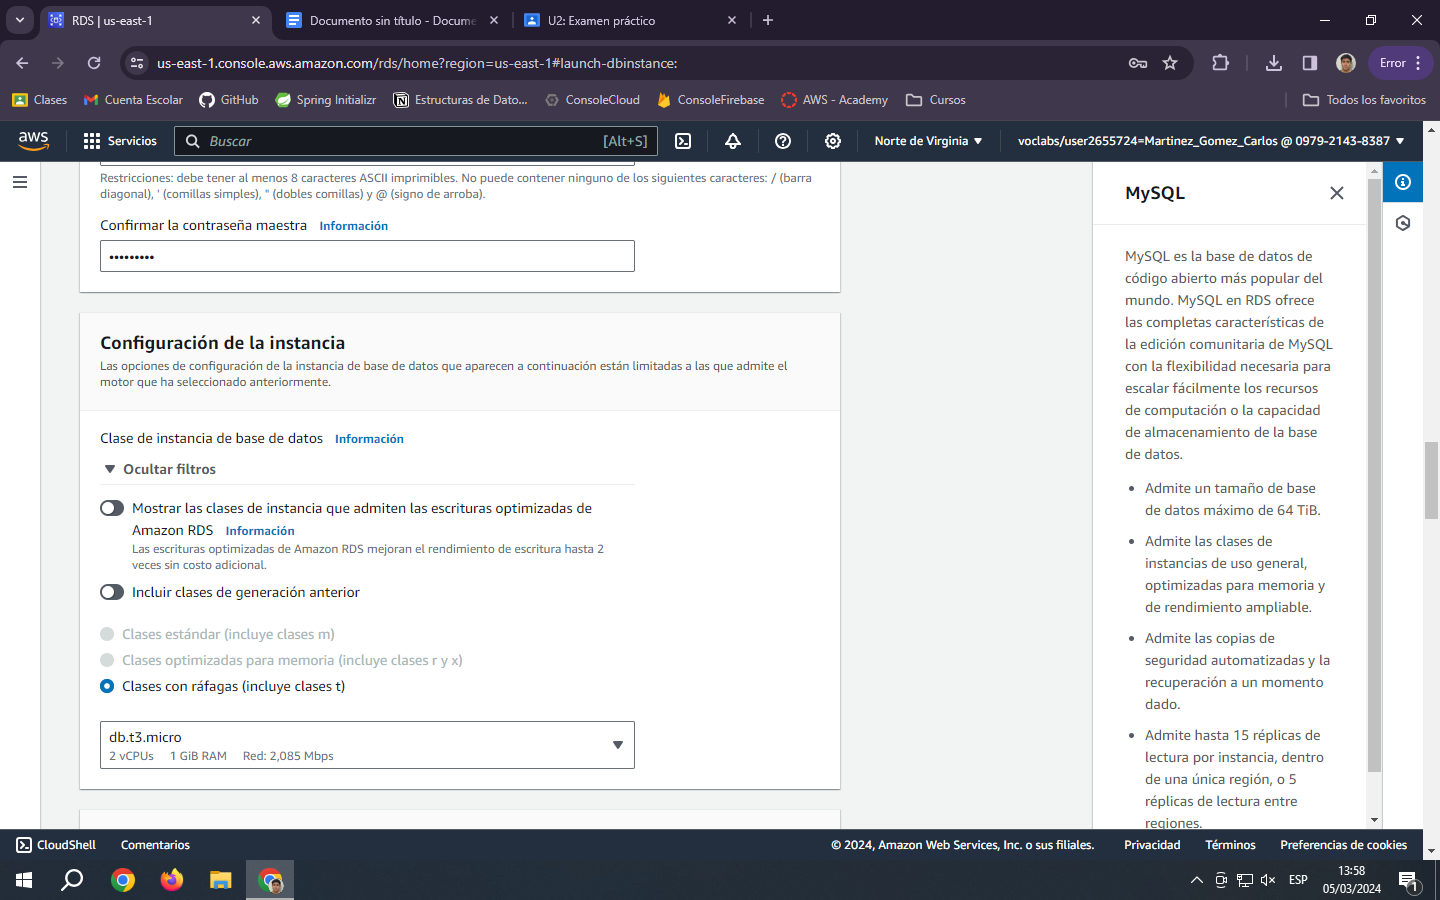 RDS | us-east-1
Documento sin título - Docume
U2: Examen práctico
us-east-1.console.aws.amazon.com/rds/home?region=us-east-1#launch-dbinstance:
Error
Clases
Cuenta Escolar
GitHub
Spring Initializr
Estructuras de Dato...
ConsoleCloud
ConsoleFirebase
AWS - Academy
Cursos
Todos los favoritos
aws
Servicios
Buscar
[Alt+S]
Norte de Virginia
voclabs/user2655724=Martinez_Gomez_Carlos @ 0979-2143-8387
Restricciones: debe tener al menos 8 caracteres ASCII imprimibles. No puede contener ninguno de los siguientes caracteres: / (barra
diagonal), ' (comillas simples), " (dobles comillas) y @ (signo de arroba).
Confirmar la contraseña maestra Información
•••••••••
Configuración de la instancia
Las opciones de configuración de la instancia de base de datos que aparecen a continuación están limitadas a las que admite el
motor que ha seleccionado anteriormente.
Clase de instancia de base de datos Información
Ocultar filtros
Mostrar las clases de instancia que admiten las escrituras optimizadas de
Amazon RDS Información
Las escrituras optimizadas de Amazon RDS mejoran el rendimiento de escritura hasta 2
veces sin costo adicional.
Incluir clases de generación anterior
Clases estándar (incluye clases m)
Clases optimizadas para memoria (incluye clases r y x)
Clases con ráfagas (incluye clases t)
db.t3.micro
2 vCPUs 1 GiB RAM Red: 2,085 Mbps
MySQL
MySQL es la base de datos de
código abierto más popular del
mundo. MySQL en RDS ofrece
las completas características de
la edición comunitaria de MySQL
con la flexibilidad necesaria para
escalar fácilmente los recursos
de computación o la capacidad
de almacenamiento de la base
de datos.
• Admite un tamaño de base
de datos máximo de 64 TiB.
• Admite las clases de
instancias de uso general,
optimizadas para memoria y
de rendimiento ampliable.
• Admite las copias de
seguridad automatizadas y la
recuperación a un momento
dado.
• Admite hasta 15 réplicas de
lectura por instancia, dentro
de una única región, o 5
réplicas de lectura entre
regiones.
CloudShell
Comentarios
© 2024, Amazon Web Services, Inc. o sus filiales.
Privacidad
Términos
Preferencias de cookies
ESP
13:58
05/03/2024
1